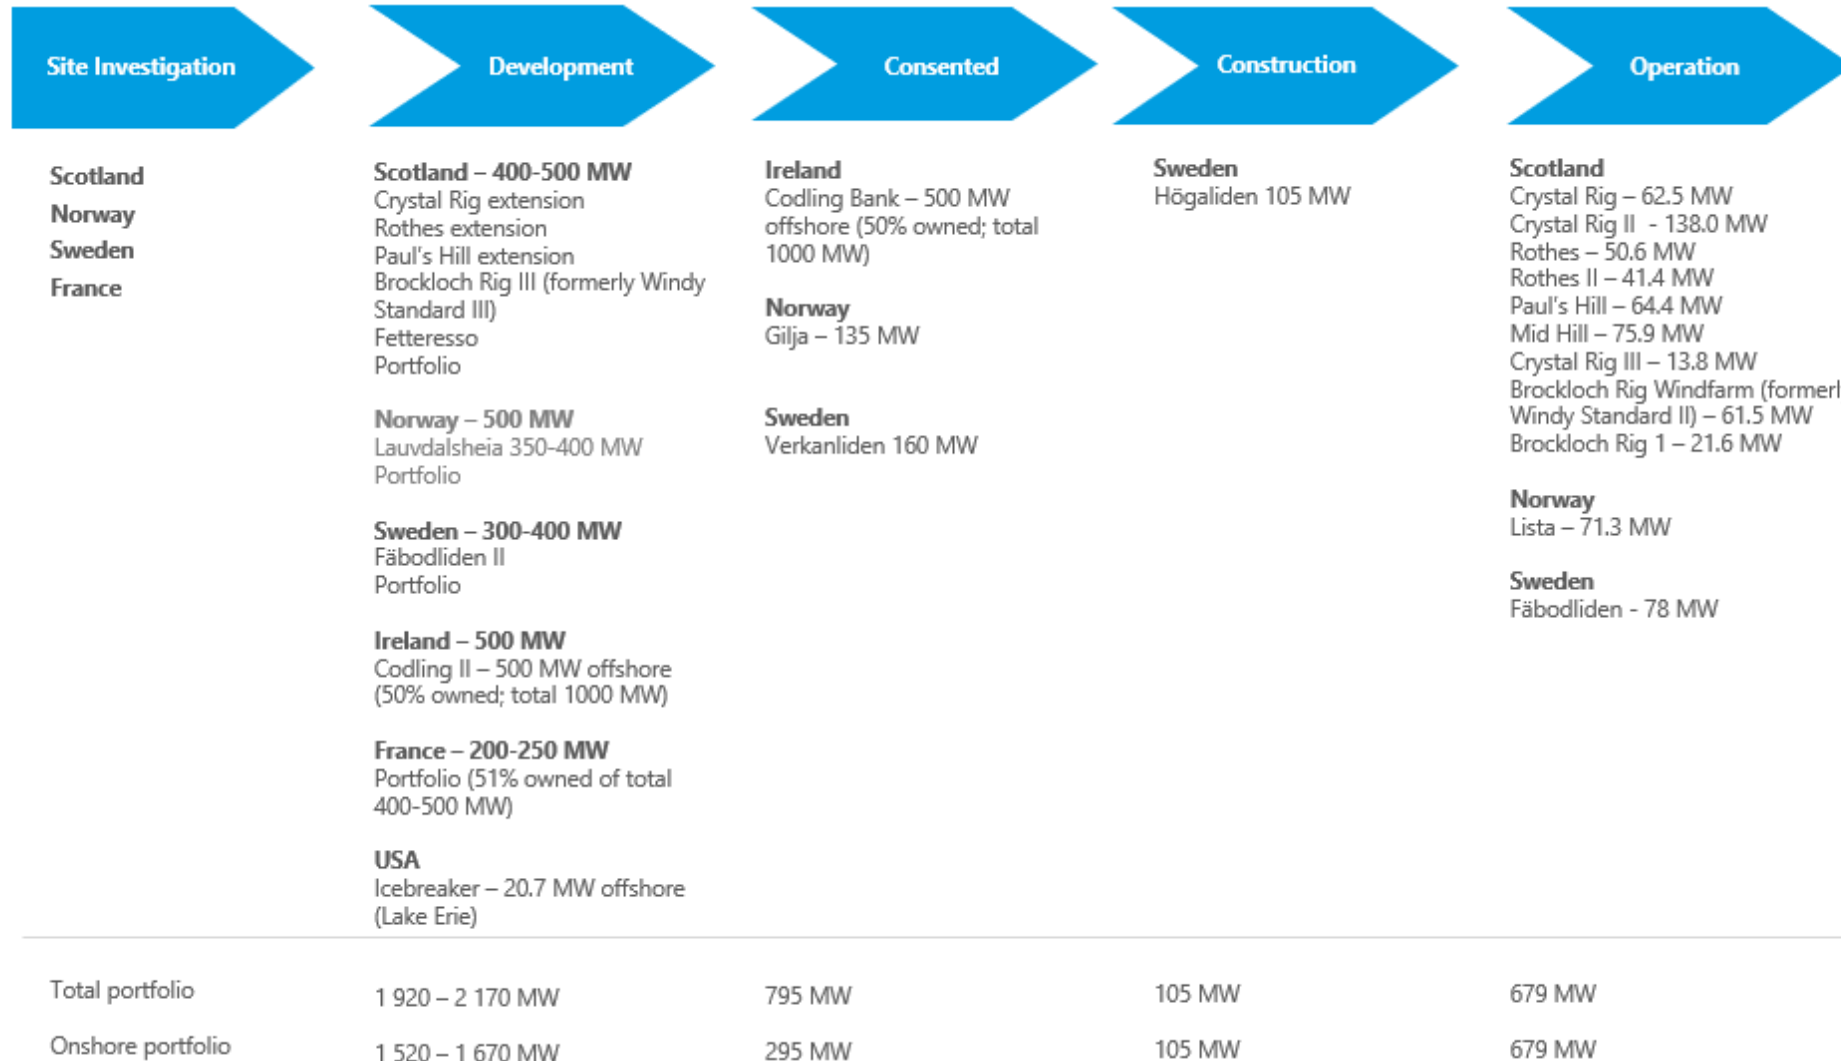 Site Investigation
Development
Consented
Construction
Operation
Scotland
Norway
Sweden
France
Scotland – 400-500 MW
Crystal Rig extension
Rothes extension
Paul's Hill extension
Brockloch Rig III (formerly Windy
Standard III)
Fetteresso
Portfolio
Norway – 500 MW
Lauvdalsheia 350-400 MW
Portfolio
Sweden – 300-400 MW
Fäbodliden II
Portfolio
Ireland – 500 MW
Codling II – 500 MW offshore
(50% owned; total 1000 MW)
France – 200-250 MW
Portfolio (51% owned of total
400-500 MW)
USA
Icebreaker – 20.7 MW offshore
(Lake Erie)
Ireland
Codling Bank – 500 MW
offshore (50% owned; total
1000 MW)
Norway
Gilja – 135 MW
Sweden
Verkanliden 160 MW
Sweden
Högaliden 105 MW
Scotland
Crystal Rig – 62.5 MW
Crystal Rig II - 138.0 MW
Rothes – 50.6 MW
Rothes II – 41.4 MW
Paul's Hill – 64.4 MW
Mid Hill – 75.9 MW
Crystal Rig III – 13.8 MW
Brockloch Rig Windfarm (formerl
Windy Standard II) – 61.5 MW
Brockloch Rig 1 – 21.6 MW
Norway
Lista – 71.3 MW
Sweden
Fäbodliden - 78 MW
Total portfolio
1 920 – 2 170 MW
795 MW
105 MW
679 MW
Onshore portfolio
1 520 – 1 670 MW
295 MW
105 MW
679 MW